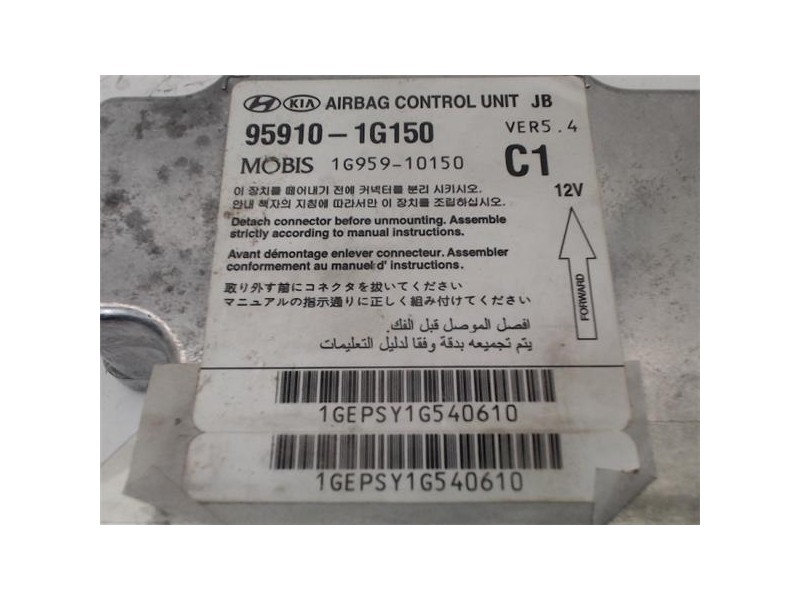 KIA AIRBAG CONTROL UNIT JB
95910-1G150 VER5.4
MOBIS 1G959-10150 C1
12V
이 장치를 떼어내기 전에 커넥터를 분리 시키시오.
안내 책자의 지침에 따라서만 이 장치를 조립하십시오.
Detach connector before unmounting. Assemble
strictly according to manual instructions.
Avant démontage enlever connecteur. Assembler
conformement au manuel d' instructions.
FORWARD
取り外す前にコネクタを抜いてください
マニュアルの指示通りに正しく組み付けてください
افصل الموصل قبل الفك.
يتم تجميعه بدقة وفقا لدليل التعليمات
1GEPSY1G540610
1GEPSY1G540610